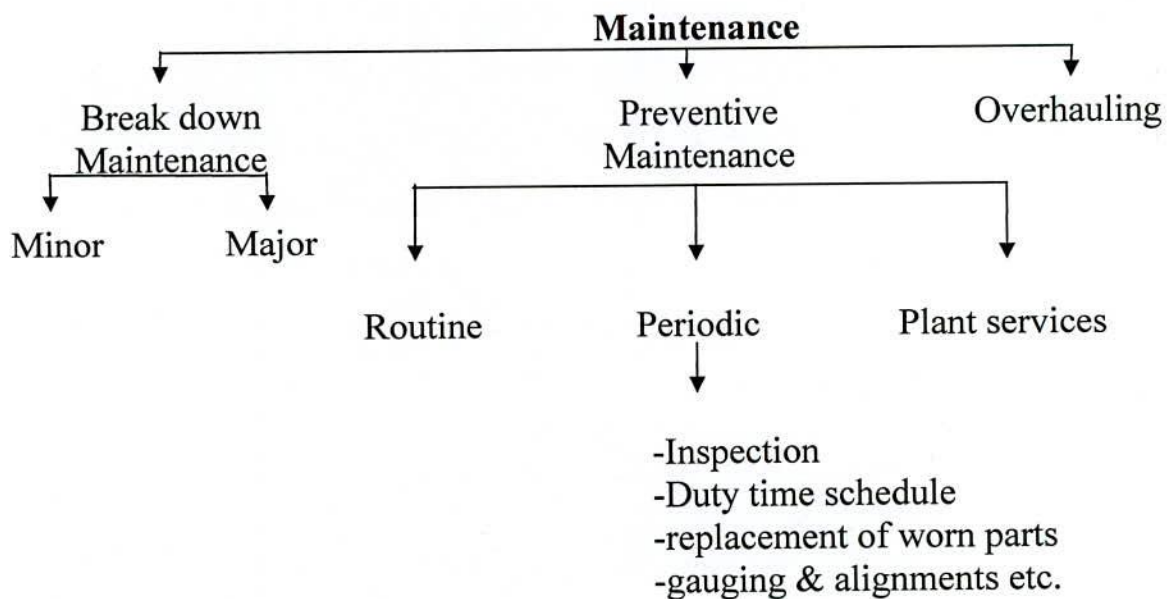 Maintenance
Break down
Maintenance
Preventive
Maintenance
Overhauling
Minor
Major
Routine
Periodic
Plant services
-Inspection
-Duty time schedule
-replacement of worn parts
-gauging & alignments etc.